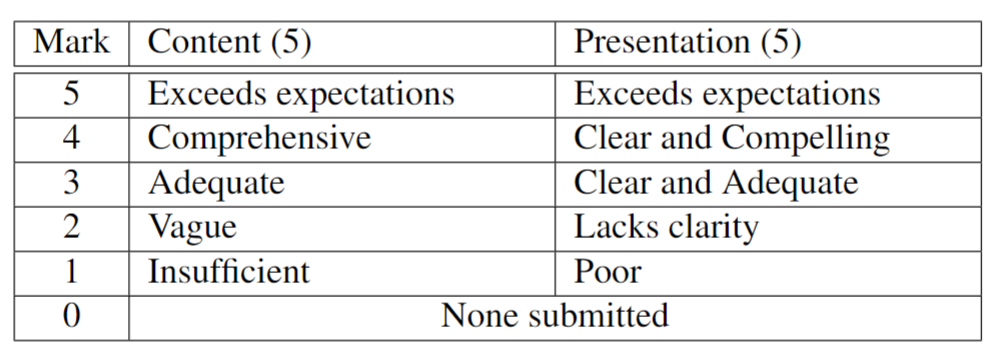 Mark Content (5) Presentation (5)
5 Exceeds expectations Exceeds expectations
4 Comprehensive Clear and Compelling
3 Adequate Clear and Adequate
2 Vague Lacks clarity
1 Insufficient Poor
0 None submitted